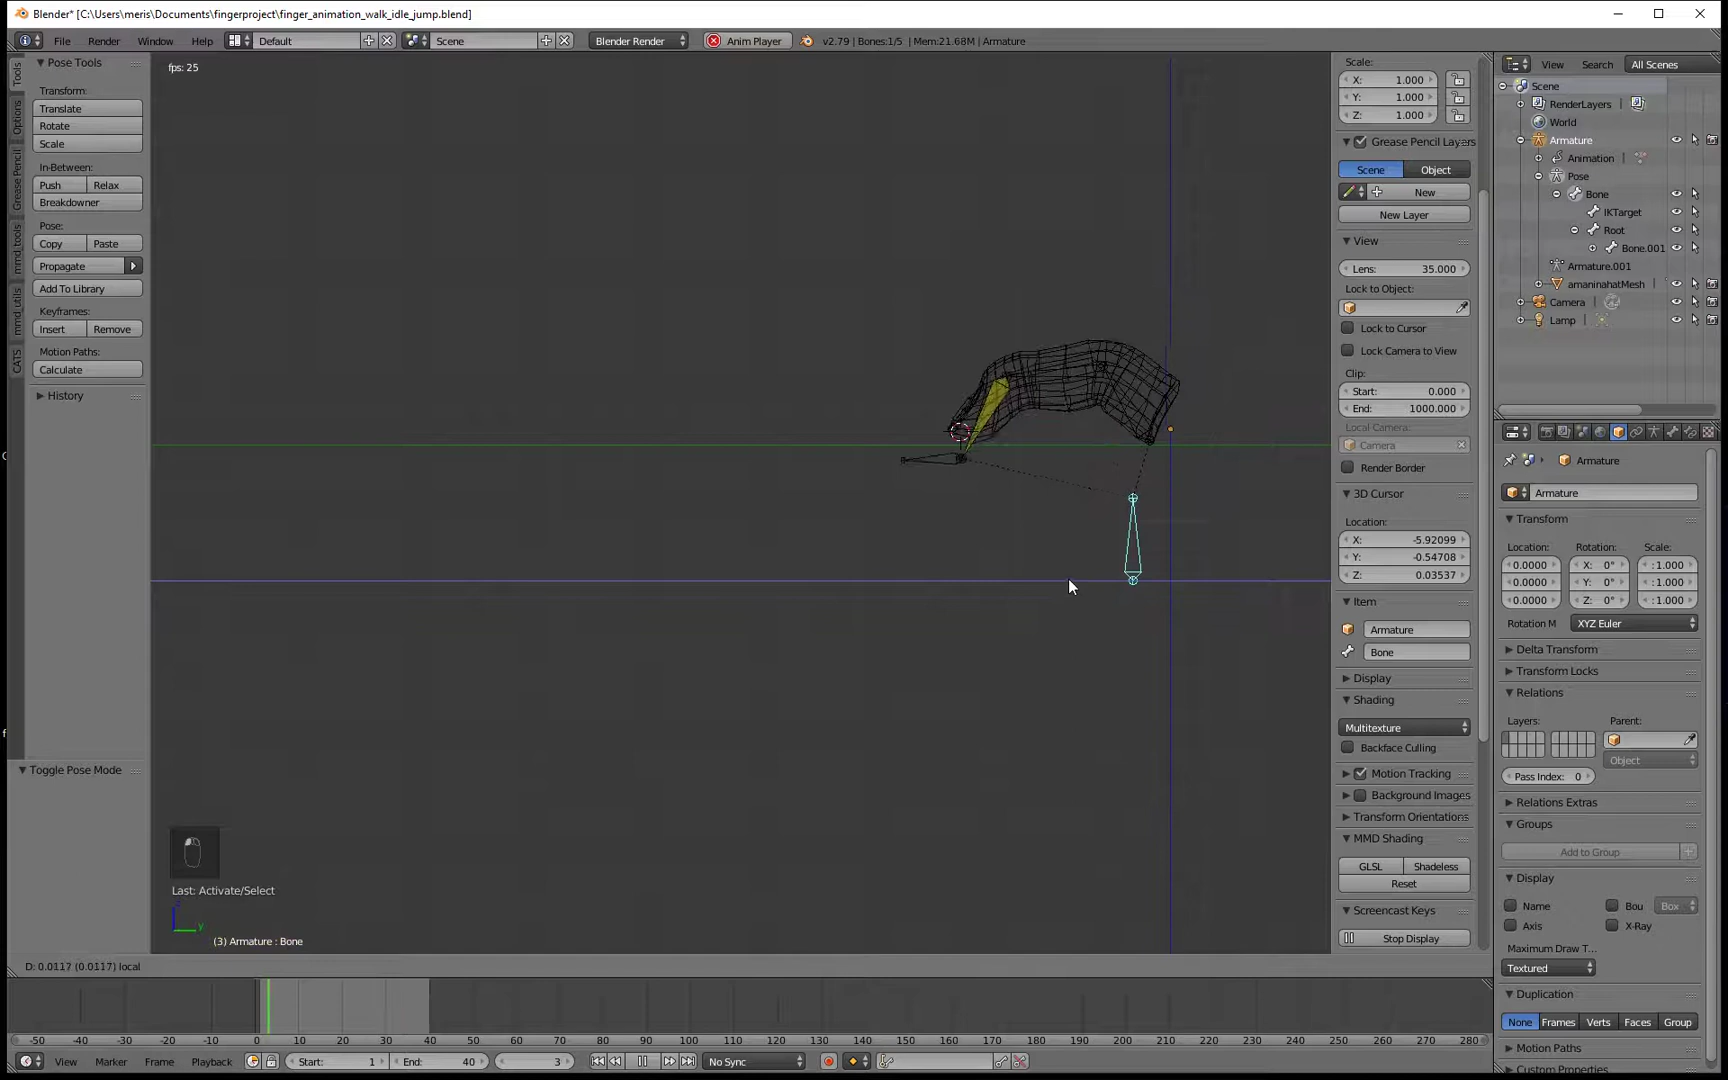 Blender* [C:\Users\meris\Documents\fingerproject\finger_animation_walk_idle_jump.blend]
File Render Window Help Default Scene Blender Render Anim Player v2.79 | Bones:1/5 | Mem:21.68M | Armature
Pose Tools
Transform:
Translate
Rotate
Scale
In-Between:
Push Relax
Breakdowner
Pose:
Copy Paste
Propagate
Add To Library
Keyframes:
Insert Remove
Motion Paths:
Calculate
History
Tools
Options
Grease Pencil
mmd_tools
mmd_utils
CATS
Toggle Pose Mode
fps: 25
Last: Activate/Select
z
y
(3) Armature : Bone
D: 0.0117 (0.0117) local
Scale:
X: 1.000
Y: 1.000
Z: 1.000
Grease Pencil Layers
Scene Object
New
New Layer
View
Lens: 35.000
Lock to Object:
Lock to Cursor
Lock Camera to View
Clip:
Start: 0.000
End: 1000.000
Local Camera:
Camera
Render Border
3D Cursor
Location:
X: -5.92099
Y: -0.54708
Z: 0.03537
Item
Armature
Bone
Display
Shading
Multitexture
Backface Culling
Motion Tracking
Background Images
Transform Orientations
MMD Shading
GLSL Shadeless
Reset
Screencast Keys
Stop Display
View Search All Scenes
Scene
RenderLayers |
World
Armature
Animation |
Pose
Bone
IKTarget
Root
Bone.001
Armature.001
amaninahatMesh
Camera |
Lamp |
Armature
Armature
Transform
Location: Rotation: Scale:
0.0000 X: 0° :1.000
0.0000 Y: 0° :1.000
0.0000 Z: 0° :1.000
Rotation M XYZ Euler
Delta Transform
Transform Locks
Relations
Layers: Parent:
Object
Pass Index: 0
Relations Extras
Groups
Add to Group
Display
Name Bou Box
Axis X-Ray
Maximum Draw T...
Textured
Duplication
None Frames Verts Faces Group
Motion Paths
Custom Properties
-50 -40 -30 -20 -10 0 10 20 30 40 50 60 70 80 90 100 110 120 130 140 150 160 170 180 190 200 210 220 230 240 250 260 270 280
View Marker Frame Playback Start: 1 End: 40 3 No Sync